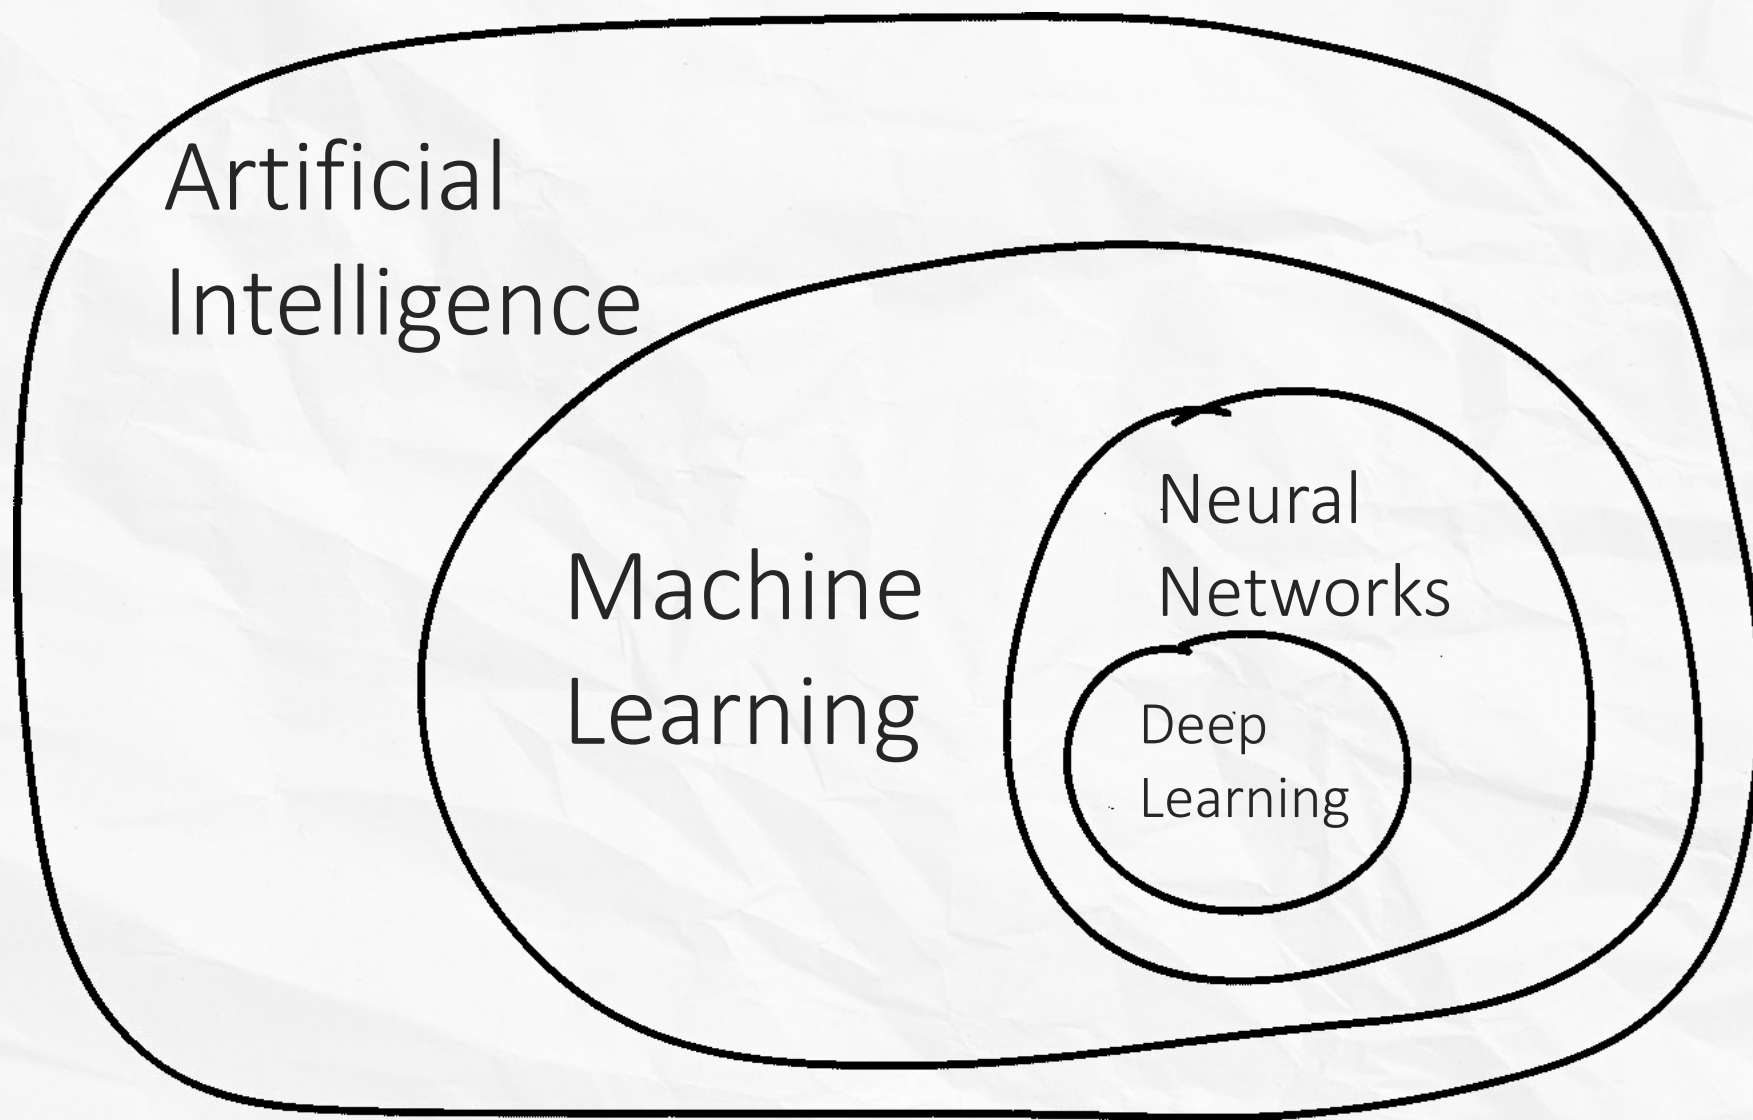 Artificial
Intelligence
Machine
Learning
Neural
Networks
Deep
Learning